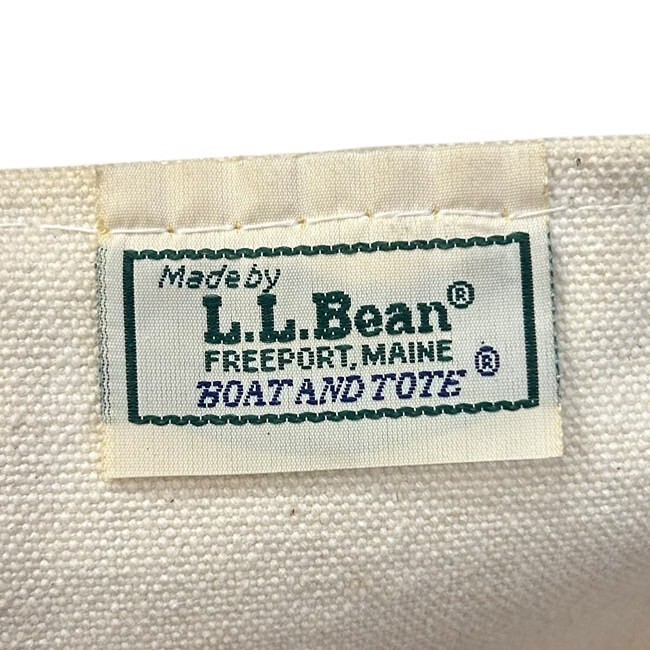 Made by
L.L.Bean®
FREEPORT, MAINE
BOAT AND TOTE ®